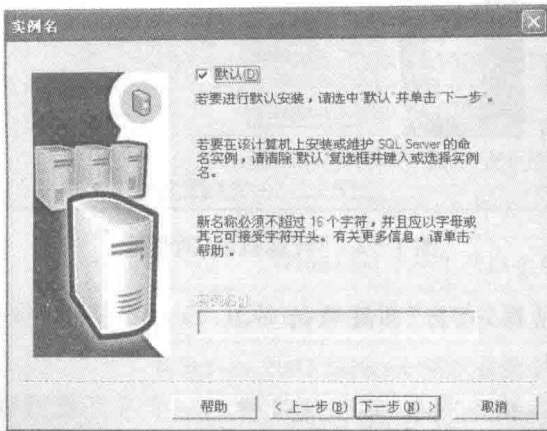 实例名
默认(D)
若要进行默认安装，请选中"默认"并单击"下一步"。
若要在该计算机上安装或维护 SQL Server 的命
名实例，请清除"默认"复选框并键入或选择实例
名。
新名称必须不超过 16 个字符，并且应以字母或
其它可接受字符开头。有关更多信息，请单击"
帮助"。
实例名
帮助
< 上一步(B)
下一步(N) >
取消